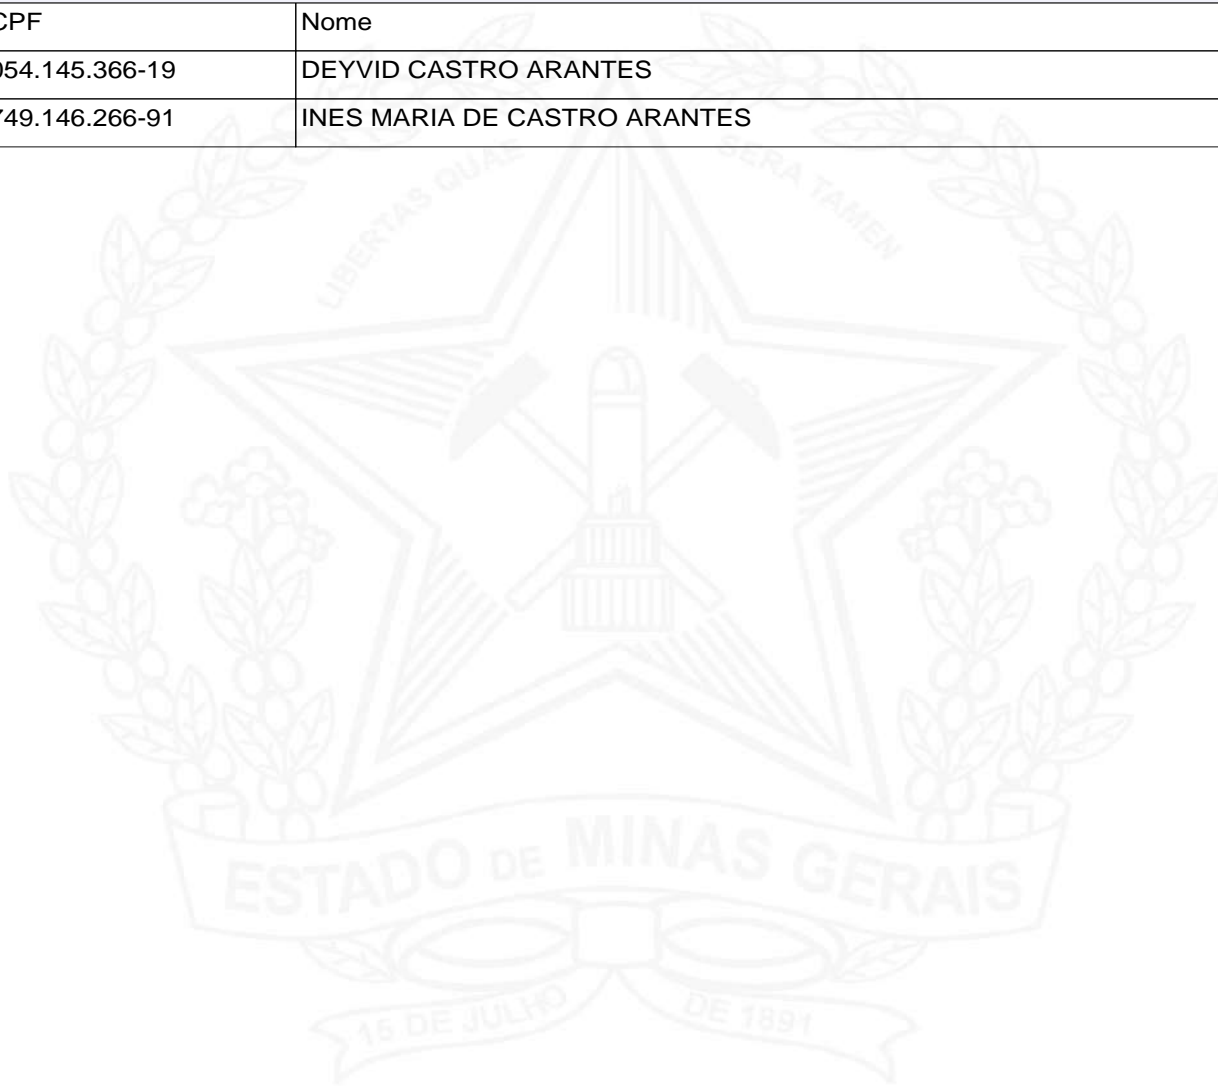 CPF Nome
054.145.366-19 DEYVID CASTRO ARANTES
749.146.266-91 INES MARIA DE CASTRO ARANTES
LIBERTAS QUAE SERA TAMEN
ESTADO DE MINAS GERAIS
15 DE JULHO DE 1891